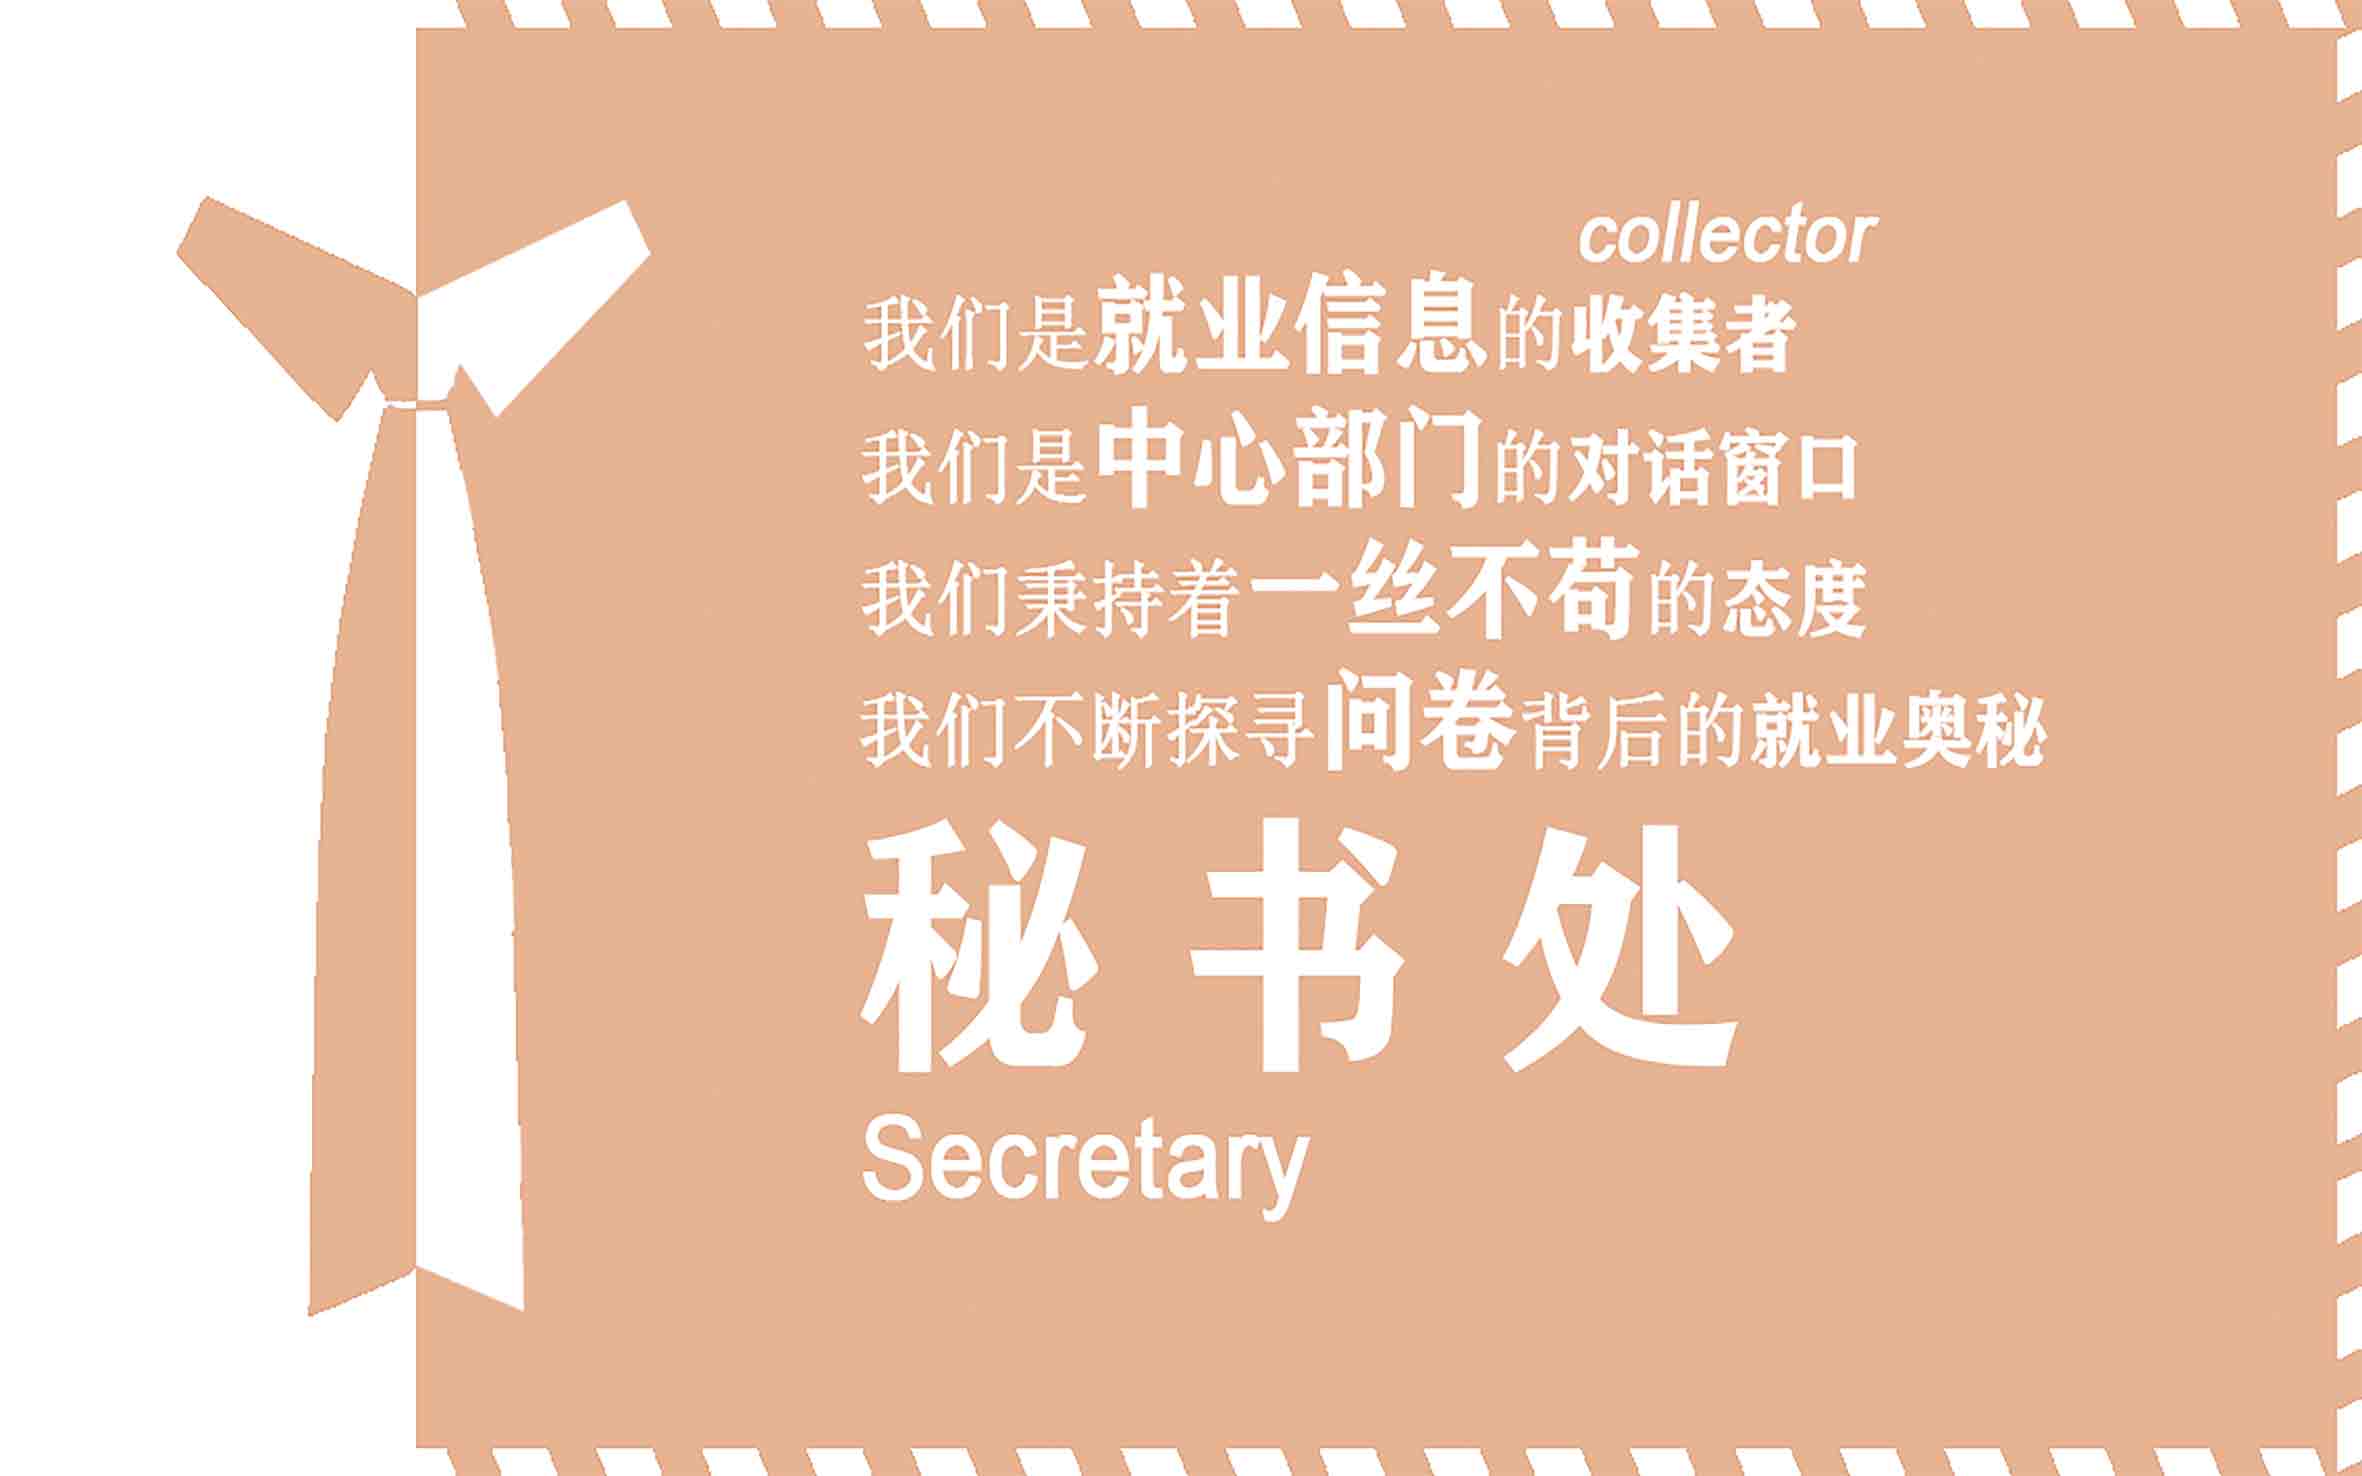 collector
我们是就业信息的收集者
我们是中心部门的对话窗口
我们秉持着一丝不苟的态度
我们不断探寻问卷背后的就业奥秘
秘书处
Secretary